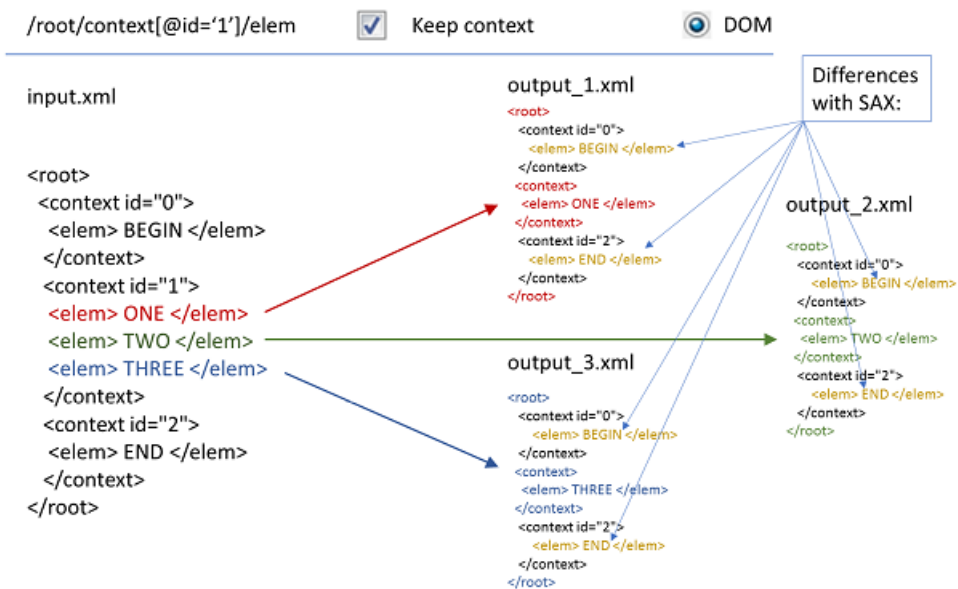 /root/context[@id=‘1’]/elem
Keep context
DOM
Differences
with SAX:
input.xml
<root>
<context id="0">
<elem> BEGIN </elem>
</context>
<context id="1">
<elem> ONE </elem>
<elem> TWO </elem>
<elem> THREE </elem>
</context>
<context id="2">
<elem> END </elem>
</context>
</root>
output_1.xml
<root>
<context id="0">
<elem> BEGIN </elem>
</context>
<context>
<elem> ONE </elem>
</context>
<context id="2">
<elem> END </elem>
</context>
</root>
output_2.xml
<root>
<context id="0">
<elem> BEGIN </elem>
</context>
<context>
<elem> TWO </elem>
</context>
<context id="2">
<elem> END </elem>
</context>
</root>
output_3.xml
<root>
<context id="0">
<elem> BEGIN </elem>
</context>
<context>
<elem> THREE </elem>
</context>
<context id="2">
<elem> END </elem>
</context>
</root>